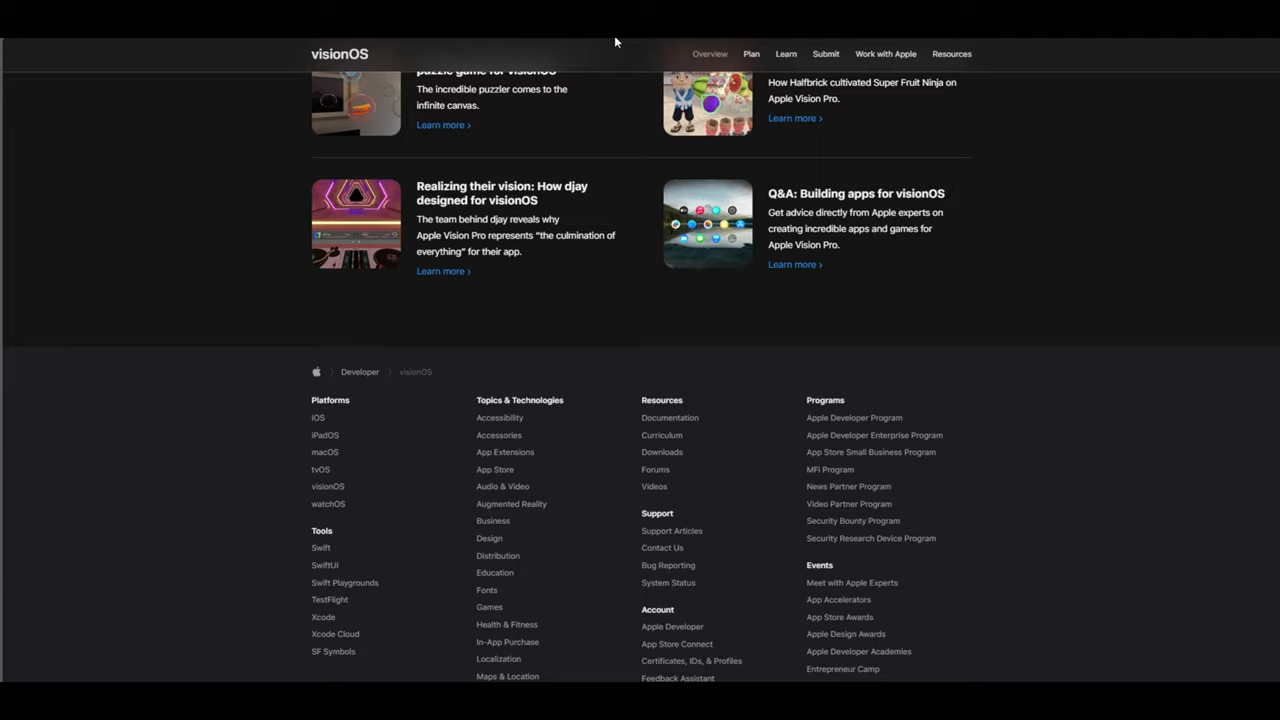 visionOS
Overview
Plan
Learn
Submit
Work with Apple
Resources
puzzle game for visionOS
The incredible puzzler comes to the
infinite canvas.
Learn more ›
How Halfbrick cultivated Super Fruit Ninja on
Apple Vision Pro.
Learn more ›
Realizing their vision: How djay
designed for visionOS
The team behind djay reveals why
Apple Vision Pro represents “the culmination of
everything” for their app.
Learn more ›
Q&A: Building apps for visionOS
Get advice directly from Apple experts on
creating incredible apps and games for
Apple Vision Pro.
Learn more ›
Developer
visionOS
Platforms
iOS
iPadOS
macOS
tvOS
visionOS
watchOS
Tools
Swift
SwiftUI
Swift Playgrounds
TestFlight
Xcode
Xcode Cloud
SF Symbols
Topics & Technologies
Accessibility
Accessories
App Extensions
App Store
Audio & Video
Augmented Reality
Business
Design
Distribution
Education
Fonts
Games
Health & Fitness
In-App Purchase
Localization
Maps & Location
Resources
Documentation
Curriculum
Downloads
Forums
Videos
Support
Support Articles
Contact Us
Bug Reporting
System Status
Account
Apple Developer
App Store Connect
Certificates, IDs, & Profiles
Feedback Assistant
Programs
Apple Developer Program
Apple Developer Enterprise Program
App Store Small Business Program
MFi Program
News Partner Program
Video Partner Program
Security Bounty Program
Security Research Device Program
Events
Meet with Apple Experts
App Accelerators
App Store Awards
Apple Design Awards
Apple Developer Academies
Entrepreneur Camp